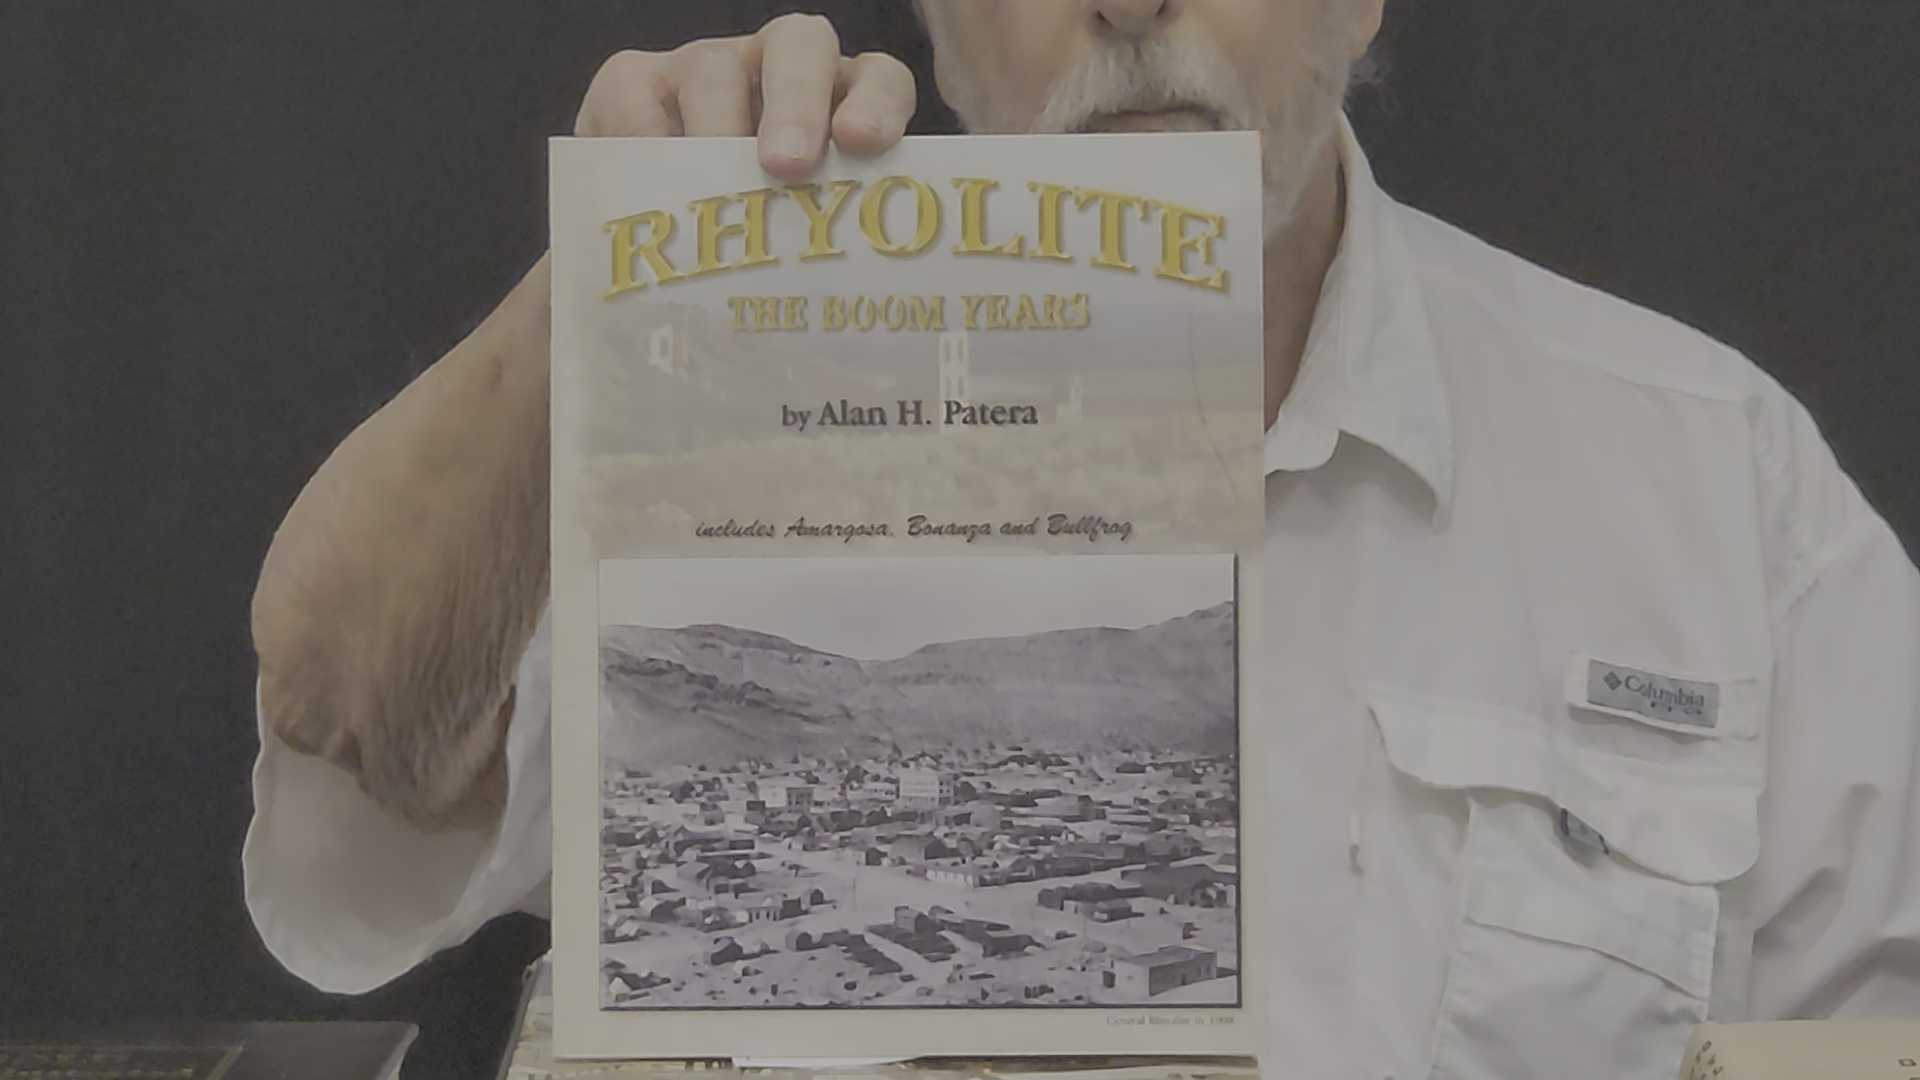 RHYOLITE
THE BOOM YEARS
by Alan H. Patera
includes Amargosa, Bonanza and Bullfrog
Columbia